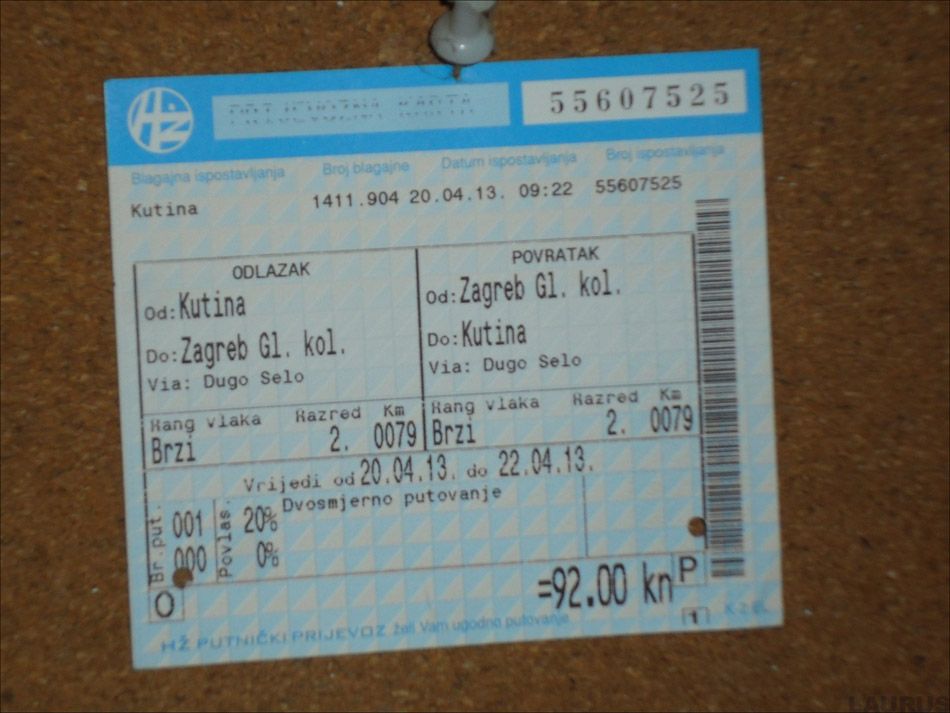 HŽ PRIJEVOZNA KARTA 55607525
Blagajna ispostavljanja Broj blagajne Datum ispostavljanja Broj ispostavljanja
Kutina 1411.904 20.04.13. 09:22 55607525
ODLAZAK POVRATAK
Od:Kutina Od:Zagreb Gl. kol.
Do:Zagreb Gl. kol. Do:Kutina
Via: Dugo Selo Via: Dugo Selo
Rang vlaka Razred Km Rang vlaka Razred Km
Brzi 2. 0079 Brzi 2. 0079
Vrijedi od 20.04.13. do 22.04.13.
Br.put. 001 Povlas. 20% Dvosmjerno putovanje
000 0%
O =92.00 kn P
HŽ PUTNIČKI PRIJEVOZ želi Vam ugodno putovanje 1
LAURUS